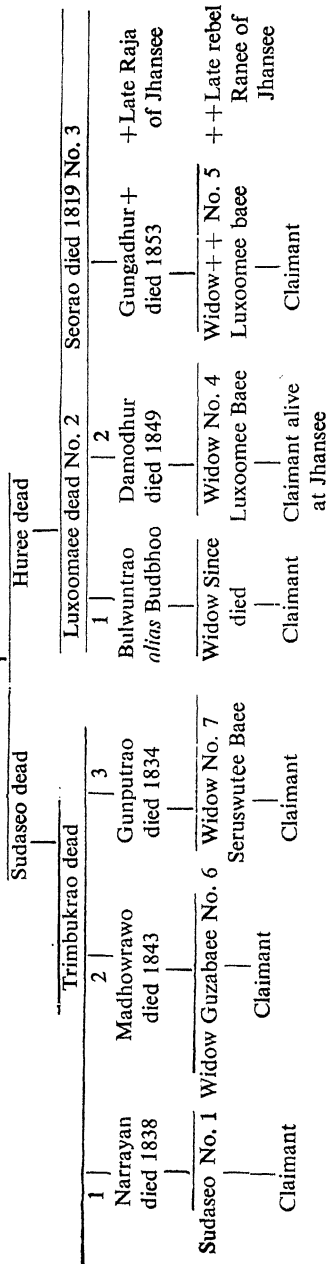 Sudaseo dead
Huree dead
Trimbukrao dead
Luxoomaee dead No. 2
Seorao died 1819 No. 3
1
2
3
1
2
Narrayan
died 1838
Madhowrawo
died 1843
Gunputrao
died 1834
Bulwuntrao
alias Budbhoo
Damodhur
died 1849
Gungadhur+
died 1853
+Late Raja
of Jhansee
Sudaseo No. 1
Widow Guzabaee No. 6
Widow No. 7
Seruswutee Baee
Widow Since
died
Widow No. 4
Luxoomee Baee
Widow++ No. 5
Luxoomee baee
++Late rebel
Ranee of
Jhansee
Claimant
Claimant
Claimant
Claimant
Claimant alive
at Jhansee
Claimant